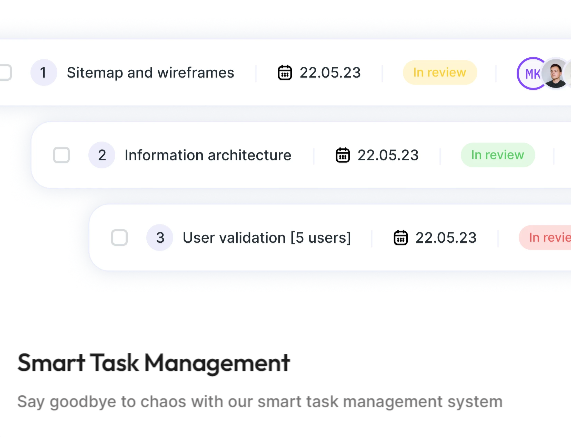 1 Sitemap and wireframes 22.05.23 In review MK
2 Information architecture 22.05.23 In review
3 User validation [5 users] 22.05.23 In revie
Smart Task Management
Say goodbye to chaos with our smart task management system